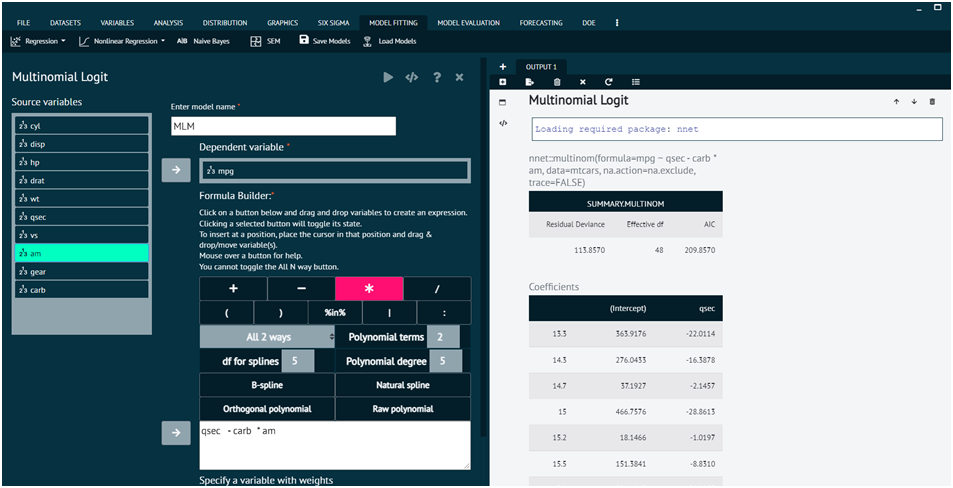 FILE DATASETS VARIABLES ANALYSIS DISTRIBUTION GRAPHICS SIX SIGMA MODEL FITTING MODEL EVALUATION FORECASTING DOE
Regression Nonlinear Regression A|B Naive Bayes SEM Save Models Load Models
Multinomial Logit
Source variables
cyl
disp
hp
drat
wt
qsec
vs
am
gear
carb
Enter model name *
MLM
Dependent variable *
mpg
Formula Builder:*
Click on a button below and drag and drop variables to create an expression.
Clicking a selected button will toggle its state.
To insert at a position, place the cursor in that position and drag &
drop/move variable(s).
Mouse over a button for help.
You cannot toggle the All N way button.
+ − * /
( ) %in% | :
All 2 ways Polynomial terms 2
df for splines 5 Polynomial degree 5
B-spline Natural spline
Orthogonal polynomial Raw polynomial
qsec - carb * am
Specify a variable with weights
OUTPUT 1
Multinomial Logit
Loading required package: nnet
nnet::multinom(formula=mpg ~ qsec - carb *
am, data=mtcars, na.action=na.exclude,
trace=FALSE)
SUMMARY.MULTINOM
Residual Deviance Effective df AIC
113.8570 48 209.8570
Coefficients
(Intercept) qsec
13.3 363.9176 -22.0114
14.3 276.0433 -16.3878
14.7 37.1927 -2.1457
15 466.7576 -28.8613
15.2 18.1466 -1.0197
15.5 151.3841 -8.8310